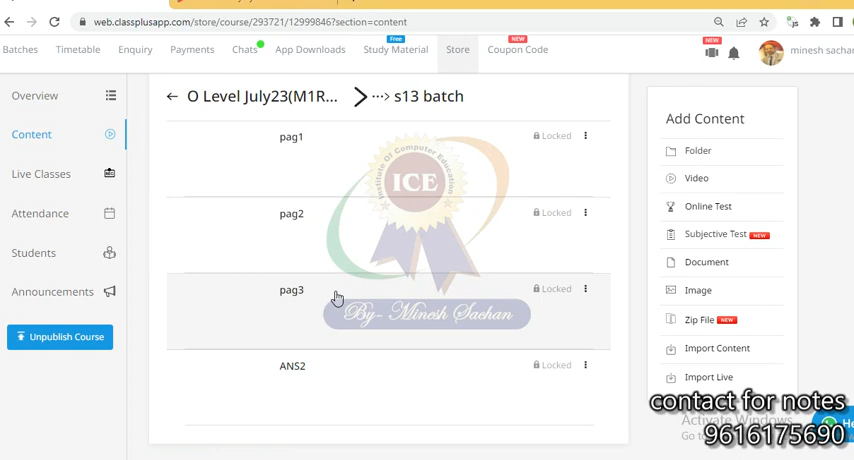 web.classplusapp.com/store/course/293721/12999846?section=content
NEW
Free
Batches Timetable Enquiry Payments Chats App Downloads Study Material Store Coupon Code
NEW
minesh sachan
Overview
Content
Live Classes
Attendance
Students
Announcements
Unpublish Course
← O Level July23(M1R... > ···> s13 batch
pag1 Locked
pag2 Locked
pag3 Locked
ANS2 Locked
Institute Of Computer Education
ICE
By- Minesh Sachan
Add Content
Folder
Video
Online Test
Subjective Test NEW
Document
Image
Zip File NEW
Import Content
Import Live
contact for notes
Activate Windows
9616175690